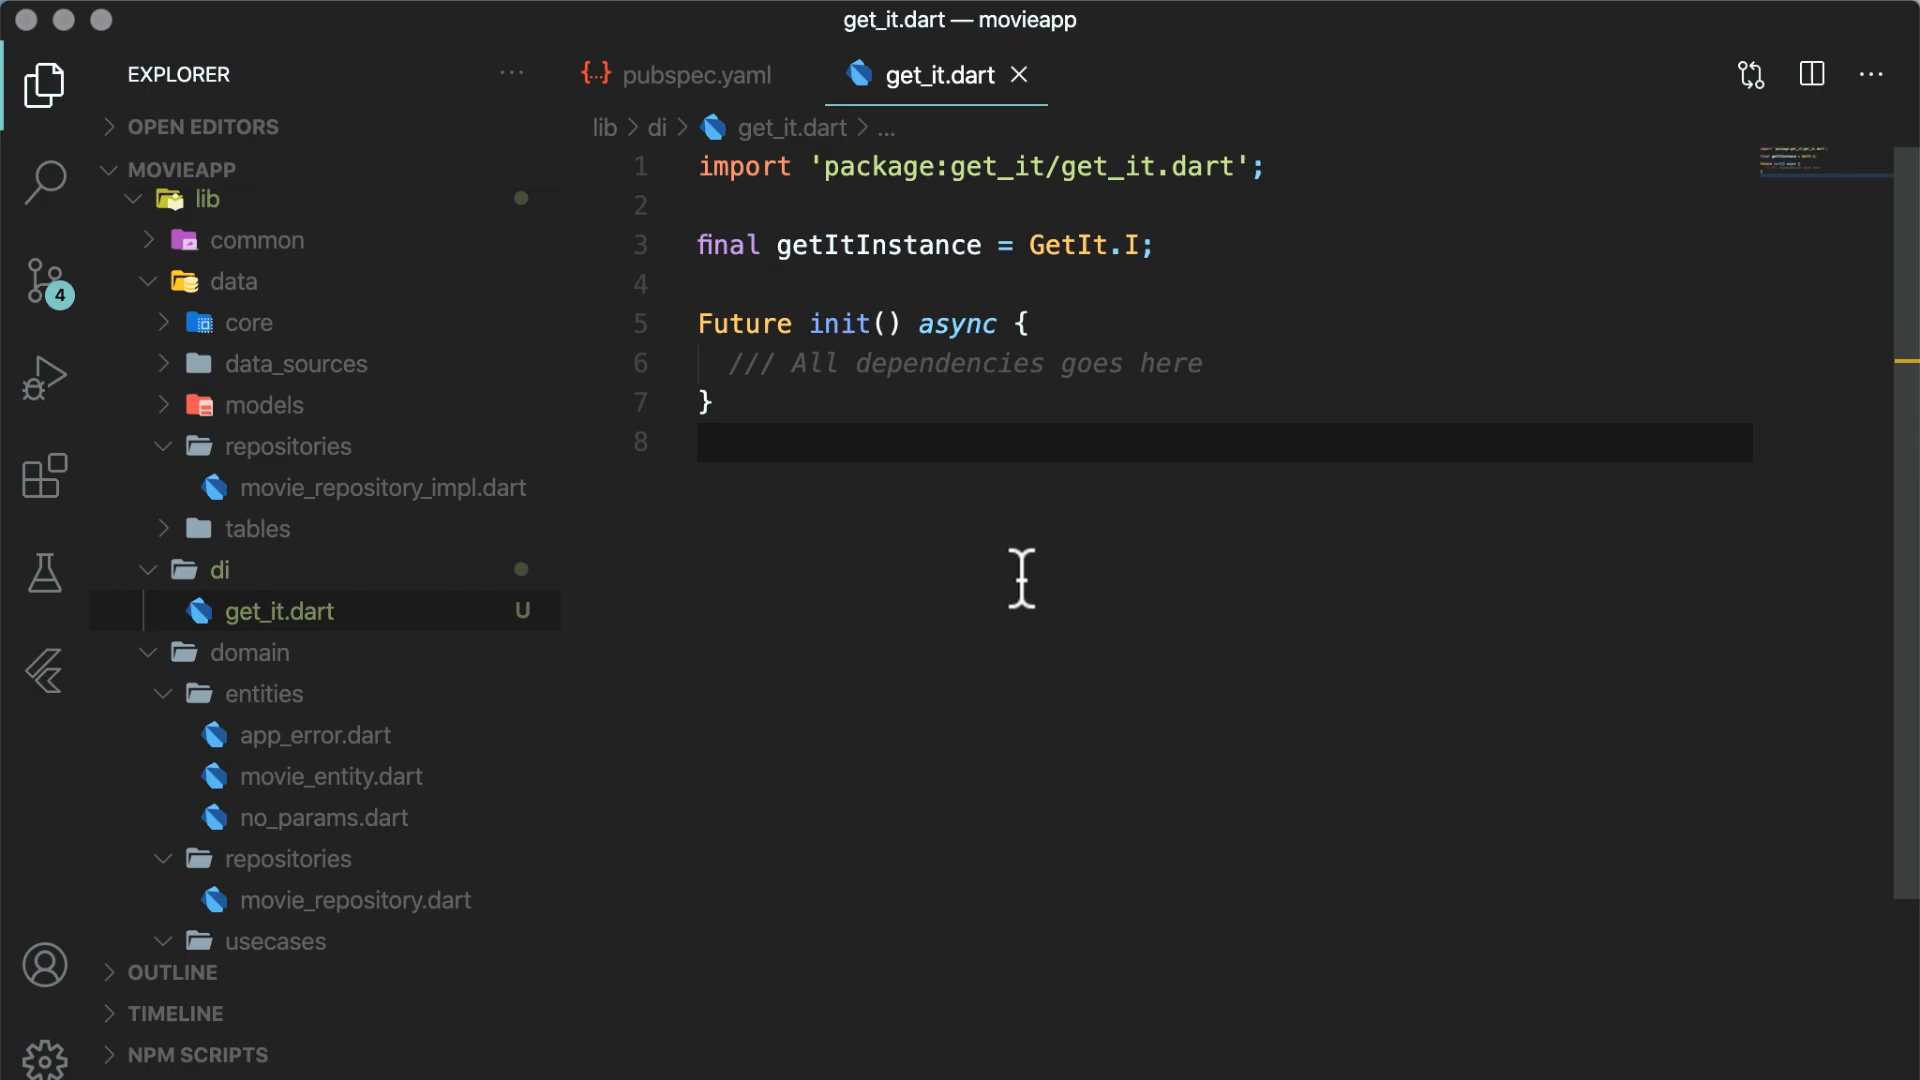 get_it.dart — movieapp
EXPLORER
OPEN EDITORS
MOVIEAPP
lib
common
data
core
data_sources
models
repositories
movie_repository_impl.dart
tables
di
get_it.dart U
domain
entities
app_error.dart
movie_entity.dart
no_params.dart
repositories
movie_repository.dart
usecases
OUTLINE
TIMELINE
NPM SCRIPTS
4
{...} pubspec.yaml
get_it.dart
lib > di > get_it.dart > ...
1 import 'package:get_it/get_it.dart';
2
3 final getItInstance = GetIt.I;
4
5 Future init() async {
6 /// All dependencies goes here
7 }
8